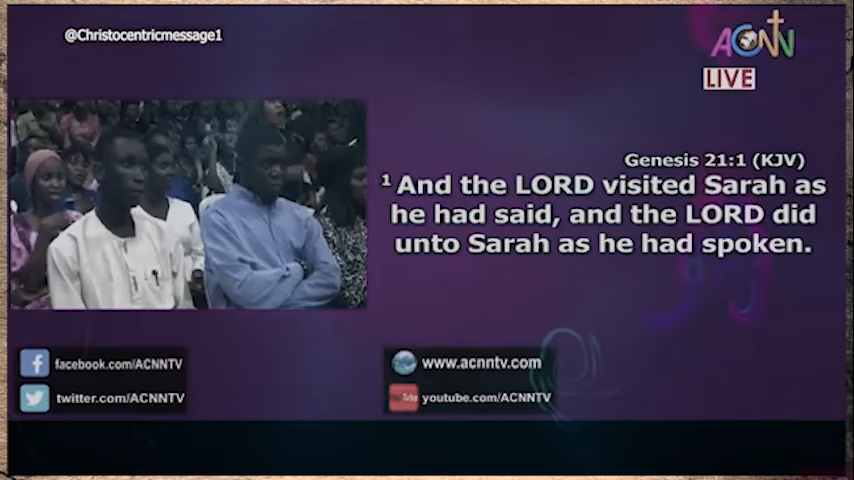 @Christocentricmessage1
ACNN
LIVE
Genesis 21:1 (KJV)
1 And the LORD visited Sarah as
he had said, and the LORD did
unto Sarah as he had spoken.
facebook.com/ACNNTV
www.acnntv.com
twitter.com/ACNNTV
youtube.com/ACNNTV